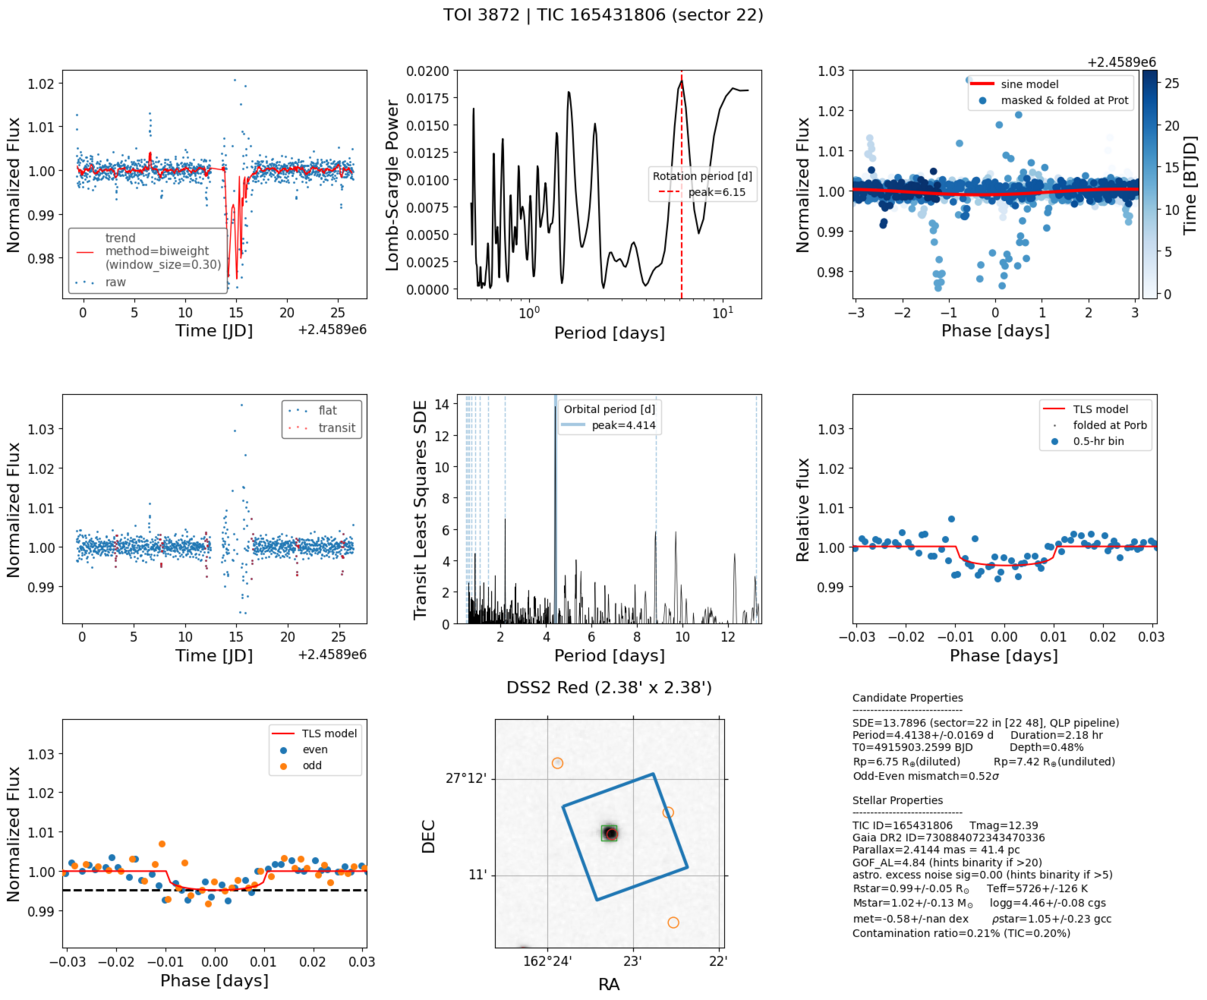 TOI 3872 | TIC 165431806 (sector 22)
Normalized Flux
1.02
1.01
1.00
0.99
0.98
trend
method=biweight
(window_size=0.30)
raw
0 5 10 15 20 25
Time [JD]
+2.4589e6
Lomb-Scargle Power
0.0200
0.0175
0.0150
0.0125
0.0100
0.0075
0.0050
0.0025
0.0000
Rotation period [d]
peak=6.15
10⁰ 10¹
Period [days]
Normalized Flux
1.03
1.02
1.01
1.00
0.99
0.98
sine model
masked & folded at Prot
−3 −2 −1 0 1 2 3
Phase [days]
+2.4589e6
25
20
15
10
5
0
Time [BTJD]
Normalized Flux
1.03
1.02
1.01
1.00
0.99
flat
transit
0 5 10 15 20 25
Time [JD]
+2.4589e6
Transit Least Squares SDE
14
12
10
8
6
4
2
0
Orbital period [d]
peak=4.414
2 4 6 8 10 12
Period [days]
Relative flux
1.03
1.02
1.01
1.00
0.99
TLS model
folded at Porb
0.5-hr bin
−0.03 −0.02 −0.01 0.00 0.01 0.02 0.03
Phase [days]
Normalized Flux
1.03
1.02
1.01
1.00
0.99
TLS model
even
odd
−0.03 −0.02 −0.01 0.00 0.01 0.02 0.03
Phase [days]
DSS2 Red (2.38' x 2.38')
DEC
27°12'
11'
162°24' 23' 22'
RA
Candidate Properties
------------------------------
SDE=13.7896 (sector=22 in [22 48], QLP pipeline)
Period=4.4138+/-0.0169 d Duration=2.18 hr
T0=4915903.2599 BJD Depth=0.48%
Rp=6.75 R⊕(diluted) Rp=7.42 R⊕(undiluted)
Odd-Even mismatch=0.52σ
Stellar Properties
------------------------------
TIC ID=165431806 Tmag=12.39
Gaia DR2 ID=730884072343470336
Parallax=2.4144 mas = 41.4 pc
GOF_AL=4.84 (hints binarity if >20)
astro. excess noise sig=0.00 (hints binarity if >5)
Rstar=0.99+/-0.05 R⊙ Teff=5726+/-126 K
Mstar=1.02+/-0.13 M⊙ logg=4.46+/-0.08 cgs
met=-0.58+/-nan dex ρstar=1.05+/-0.23 gcc
Contamination ratio=0.21% (TIC=0.20%)